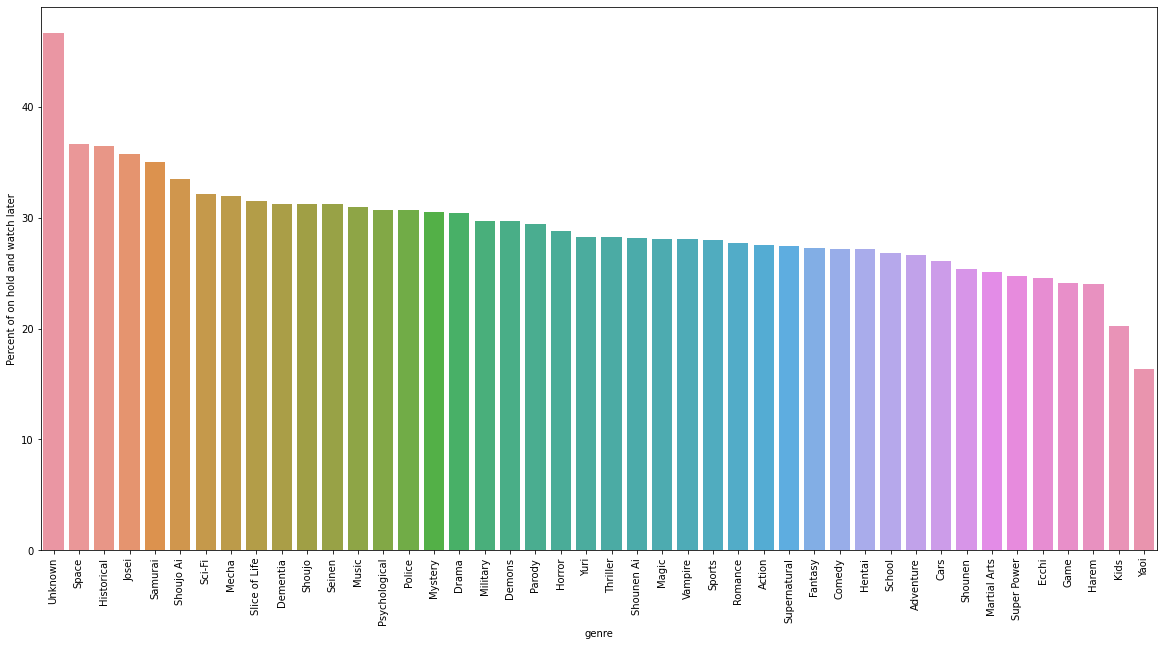 Percent of on hold and watch later
40
30
20
10
0
Unknown
Space
Historical
Josei
Samurai
Shoujo Ai
Sci-Fi
Mecha
Slice of Life
Dementia
Shoujo
Seinen
Music
Psychological
Police
Mystery
Drama
Military
Demons
Parody
Horror
Yuri
Thriller
Shounen Ai
Magic
Vampire
Sports
Romance
Action
Supernatural
Fantasy
Comedy
Hentai
School
Adventure
Cars
Shounen
Martial Arts
Super Power
Ecchi
Game
Harem
Kids
Yaoi
genre